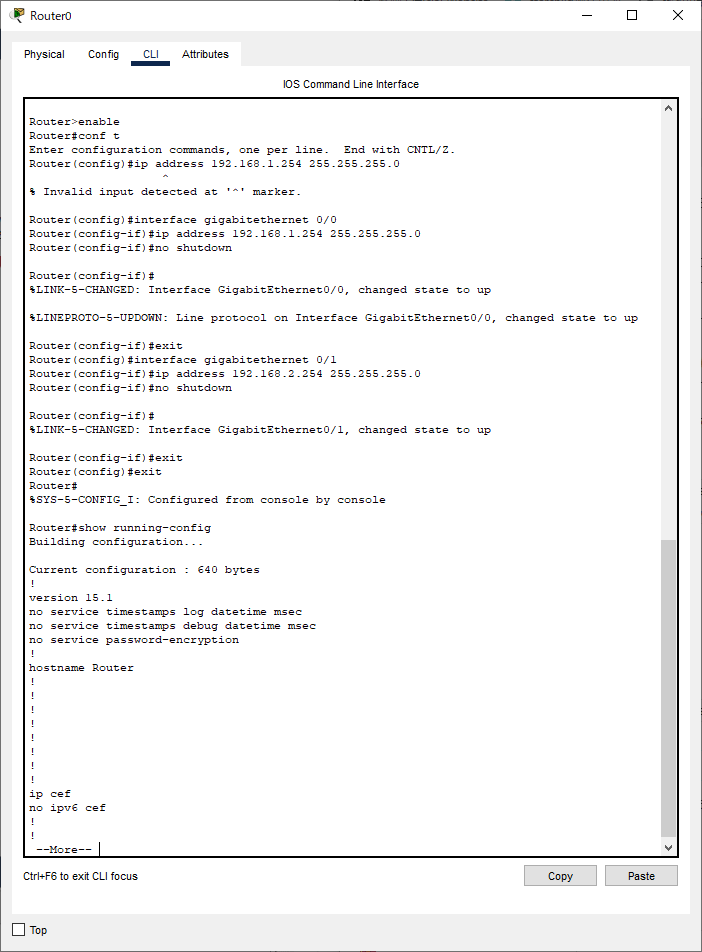 Router0
Physical Config CLI Attributes
IOS Command Line Interface
Router>enable
Router#conf t
Enter configuration commands, one per line.  End with CNTL/Z.
Router(config)#ip address 192.168.1.254 255.255.255.0
^
% Invalid input detected at '^' marker.
Router(config)#interface gigabitethernet 0/0
Router(config-if)#ip address 192.168.1.254 255.255.255.0
Router(config-if)#no shutdown
Router(config-if)#
%LINK-5-CHANGED: Interface GigabitEthernet0/0, changed state to up
%LINEPROTO-5-UPDOWN: Line protocol on Interface GigabitEthernet0/0, changed state to up
Router(config-if)#exit
Router(config)#interface gigabitethernet 0/1
Router(config-if)#ip address 192.168.2.254 255.255.255.0
Router(config-if)#no shutdown
Router(config-if)#
%LINK-5-CHANGED: Interface GigabitEthernet0/1, changed state to up
Router(config-if)#exit
Router(config)#exit
Router#
%SYS-5-CONFIG_I: Configured from console by console
Router#show running-config
Building configuration...
Current configuration : 640 bytes
!
version 15.1
no service timestamps log datetime msec
no service timestamps debug datetime msec
no service password-encryption
!
hostname Router
!
!
!
!
!
!
!
!
ip cef
no ipv6 cef
!
!
--More--
Ctrl+F6 to exit CLI focus
Copy Paste
Top